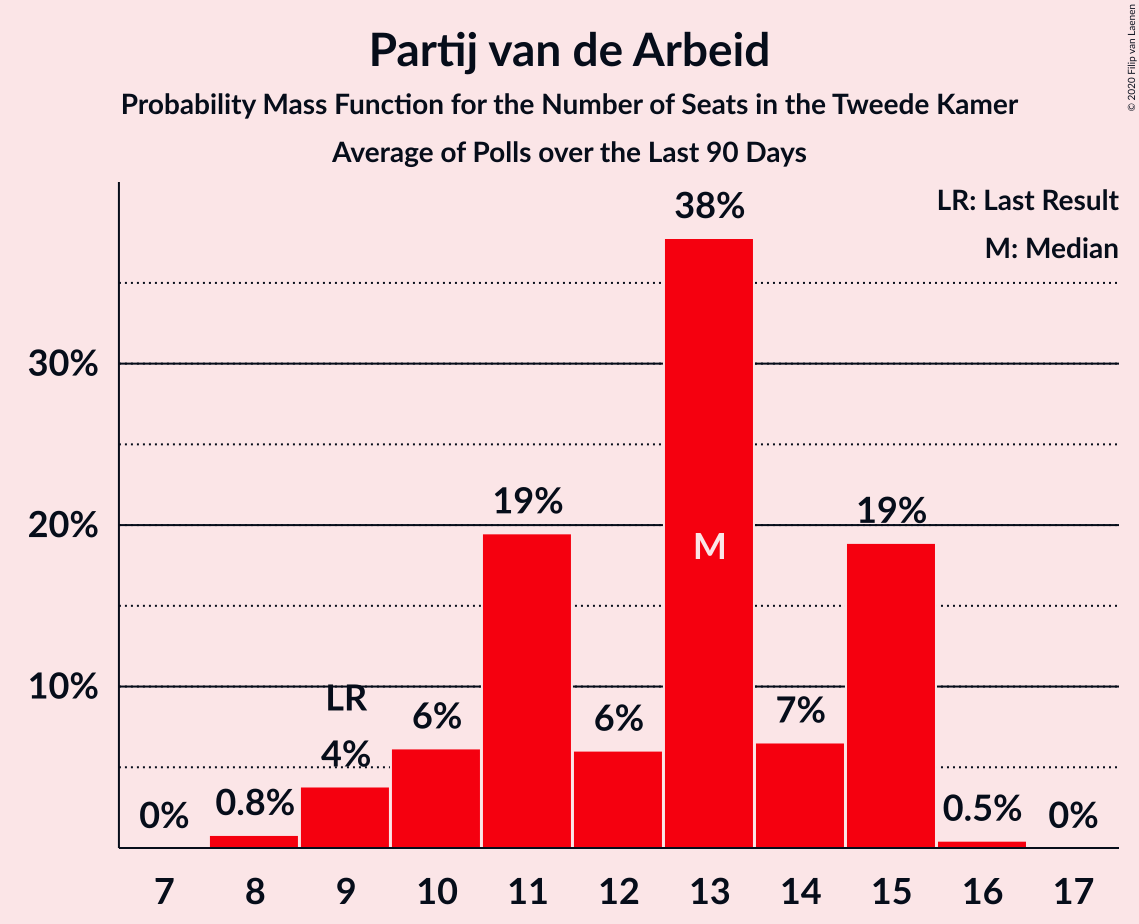 Partij van de Arbeid
Probability Mass Function for the Number of Seats in the Tweede Kamer
Average of Polls over the Last 90 Days
© 2020 Filip van Laenen
LR: Last Result
M: Median
38%
30%
20%
10%
19%
19%
M
LR
4%
6%
6%
7%
0%
0.8%
0.5%
0%
7 8 9 10 11 12 13 14 15 16 17